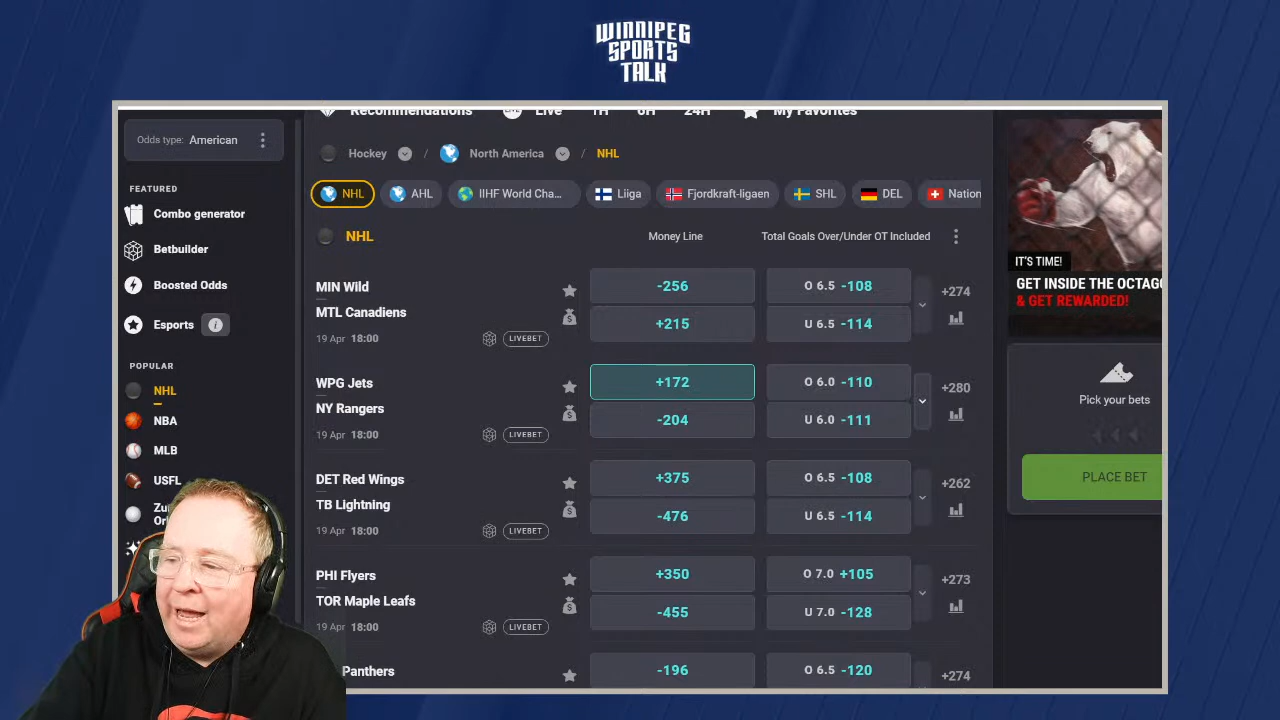 WINNIPEG
SPORTS
TALK
Recommendations Live 1H 6H 24H My Favorites
Odds type: American
Hockey / North America / NHL
FEATURED
NHL AHL IIHF World Cha... Liiga Fjordkraft-ligaen SHL DEL Nation
Combo generator
NHL Money Line Total Goals Over/Under OT Included
Betbuilder
IT'S TIME!
Boosted Odds
GET INSIDE THE OCTAG
& GET REWARDED!
MIN Wild -256 O 6.5 -108 +274
MTL Canadiens +215 U 6.5 -114
19 Apr 18:00 LIVEBET
Esports i
POPULAR
NHL
WPG Jets +172 O 6.0 -110 +280
NY Rangers -204 U 6.0 -111
19 Apr 18:00 LIVEBET
Pick your bets
NBA
MLB
USFL
DET Red Wings +375 O 6.5 -108 +262
TB Lightning -476 U 6.5 -114
19 Apr 18:00 LIVEBET
PLACE BET
PHI Flyers +350 O 7.0 +105 +273
TOR Maple Leafs -455 U 7.0 -128
19 Apr 18:00 LIVEBET
Panthers -196 O 6.5 -120 +274